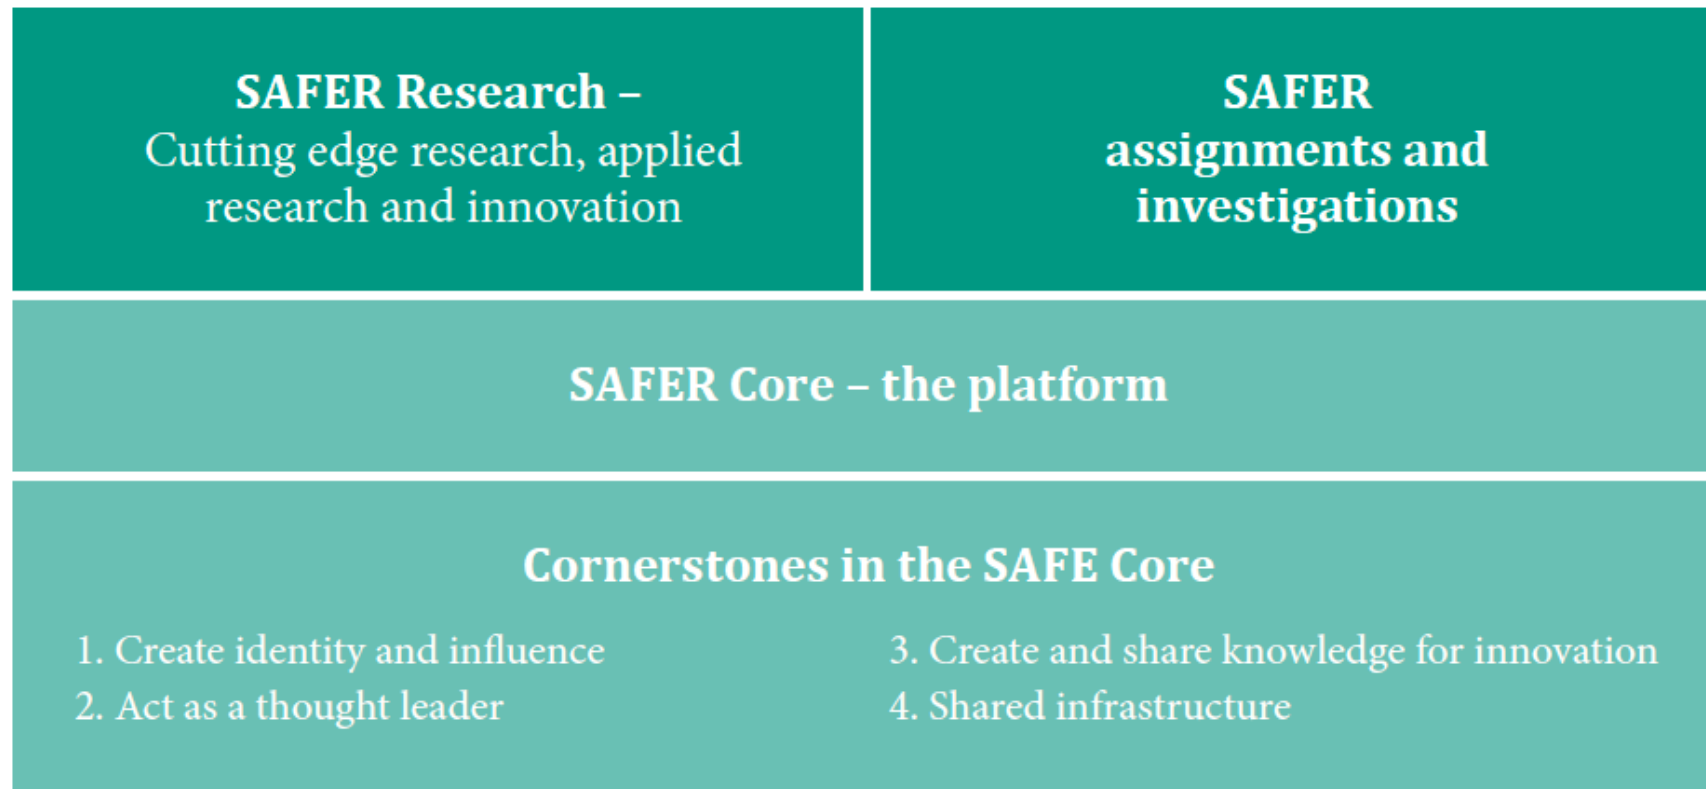 SAFER Research –
Cutting edge research, applied
research and innovation
SAFER
assignments and
investigations
SAFER Core – the platform
Cornerstones in the SAFE Core
1. Create identity and influence
2. Act as a thought leader
3. Create and share knowledge for innovation
4. Shared infrastructure